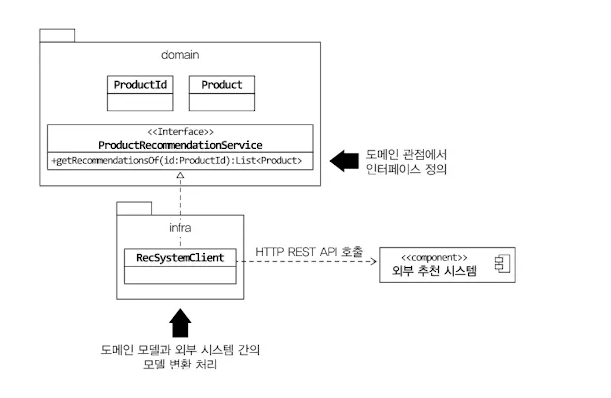 domain
ProductId
Product
<<Interface>>
ProductRecommendationService
+getRecommendationsOf(id:ProductId):List<Product>
도메인 관점에서
인터페이스 정의
infra
RecSystemClient
HTTP REST API 호출
<<component>>
외부 추천 시스템
도메인 모델과 외부 시스템 간의
모델 변환 처리